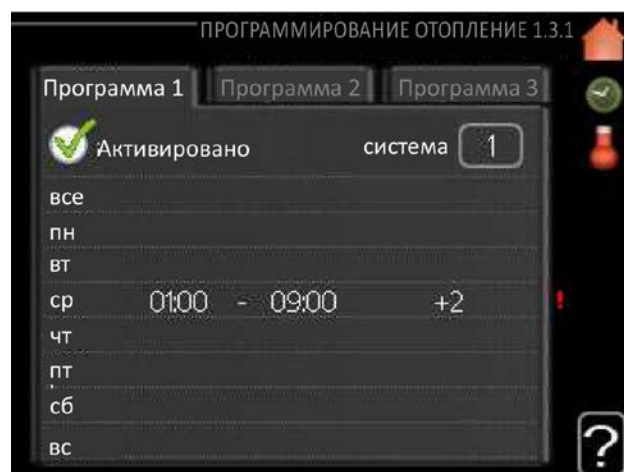 ПРОГРАММИРОВАНИЕ ОТОПЛЕНИЕ 1.3.1
Программа 1 Программа 2 Программа 3
Активировано система 1
все
пн
вт
ср 01:00 - 09:00 +2 !
чт
пт
сб
вс
?